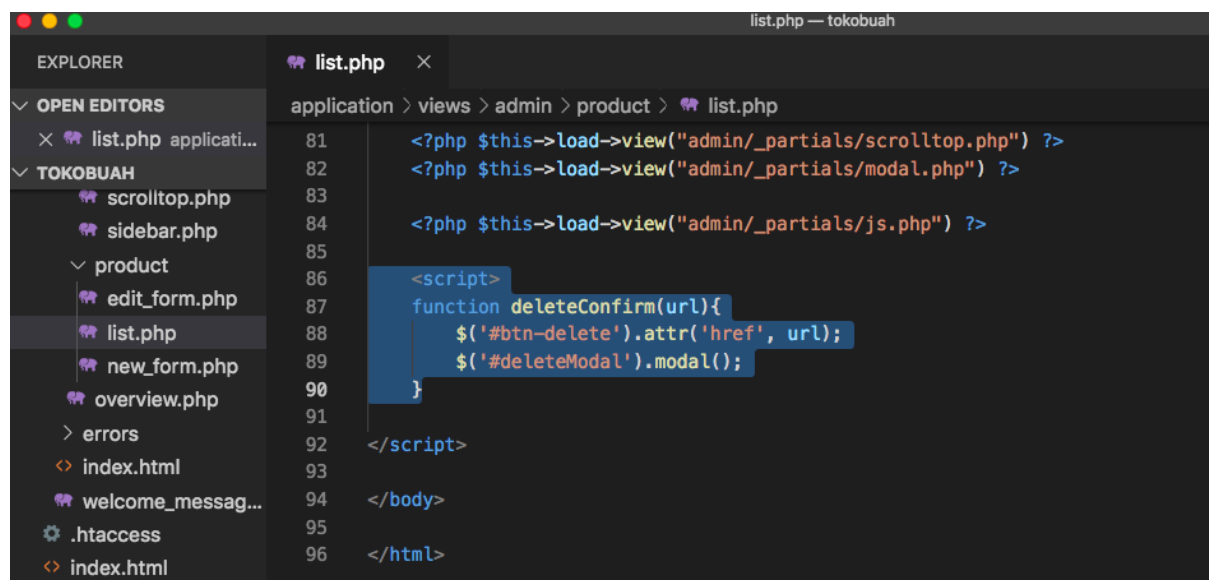 list.php — tokobuah
EXPLORER
OPEN EDITORS
list.php applicati...
TOKOBUAH
scrolltop.php
sidebar.php
product
edit_form.php
list.php
new_form.php
overview.php
errors
index.html
welcome_messag...
.htaccess
index.html
list.php
application > views > admin > product > list.php
81 <?php $this->load->view("admin/_partials/scrolltop.php") ?>
82 <?php $this->load->view("admin/_partials/modal.php") ?>
83
84 <?php $this->load->view("admin/_partials/js.php") ?>
85
86 <script>
87 function deleteConfirm(url){
88 $('#btn-delete').attr('href', url);
89 $('#deleteModal').modal();
90 }
91
92 </script>
93
94 </body>
95
96 </html>